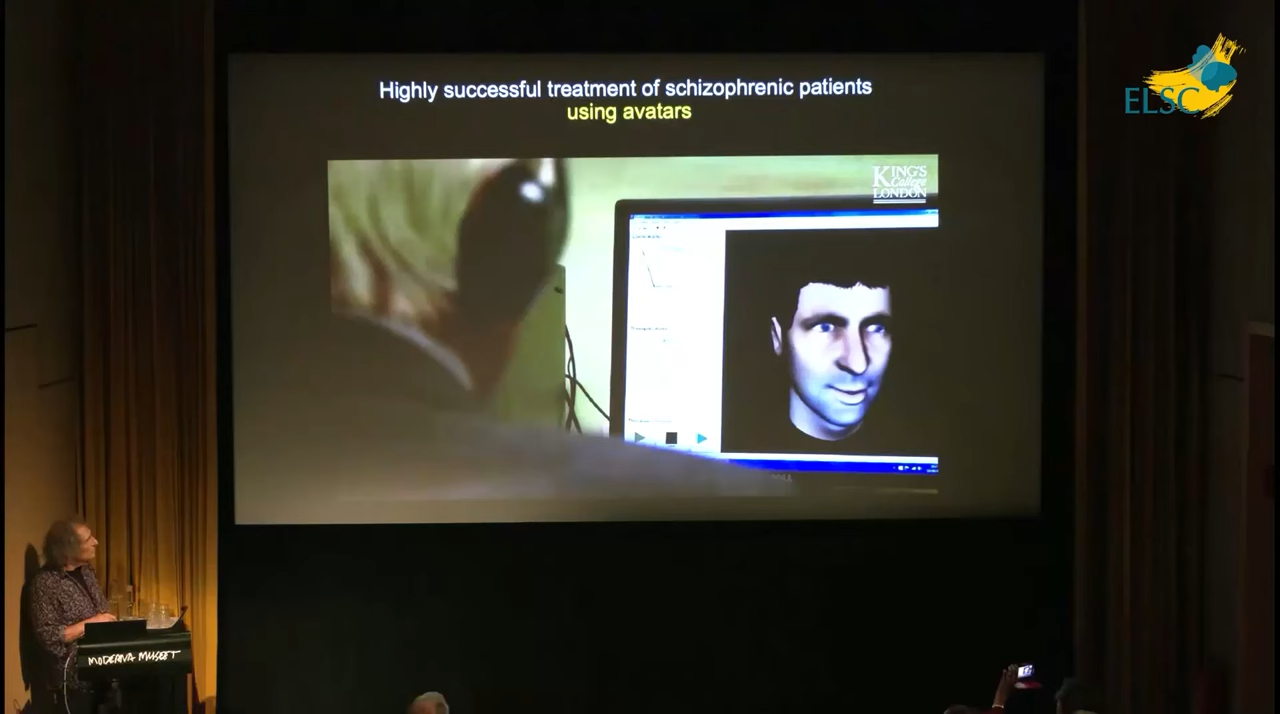 Highly successful treatment of schizophrenic patients
using avatars
ELSC
KING'S
College
LONDON
MODERNA MUSEET